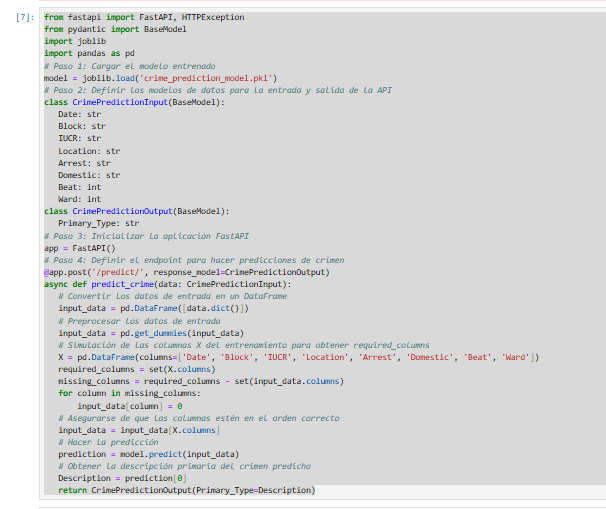 [7]: from fastapi import FastAPI, HTTPException
from pydantic import BaseModel
import joblib
import pandas as pd
# Paso 1: Cargar el modelo entrenado
model = joblib.load('crime_prediction_model.pkl')
# Paso 2: Definir los modelos de datos para la entrada y salida de la API
class CrimePredictionInput(BaseModel):
    Date: str
    Block: str
    IUCR: str
    Location: str
    Arrest: str
    Domestic: str
    Beat: int
    Ward: int
class CrimePredictionOutput(BaseModel):
    Primary_Type: str
# Paso 3: Inicializar la aplicación FastAPI
app = FastAPI()
# Paso 4: Definir el endpoint para hacer predicciones de crimen
@app.post('/predict/', response_model=CrimePredictionOutput)
async def predict_crime(data: CrimePredictionInput):
    # Convertir los datos de entrada en un DataFrame
    input_data = pd.DataFrame([data.dict()])
    # Preprocesar los datos de entrada
    input_data = pd.get_dummies(input_data)
    # Simulación de las columnas X del entrenamiento para obtener required_columns
    X = pd.DataFrame(columns=['Date', 'Block', 'IUCR', 'Location', 'Arrest', 'Domestic', 'Beat', 'Ward'])
    required_columns = set(X.columns)
    missing_columns = required_columns - set(input_data.columns)
    for column in missing_columns:
        input_data[column] = 0
    # Asegurarse de que las columnas estén en el orden correcto
    input_data = input_data[X.columns]
    # Hacer la predicción
    prediction = model.predict(input_data)
    # Obtener la descripción primaria del crimen predicho
    Description = prediction[0]
    return CrimePredictionOutput(Primary_Type=Description)